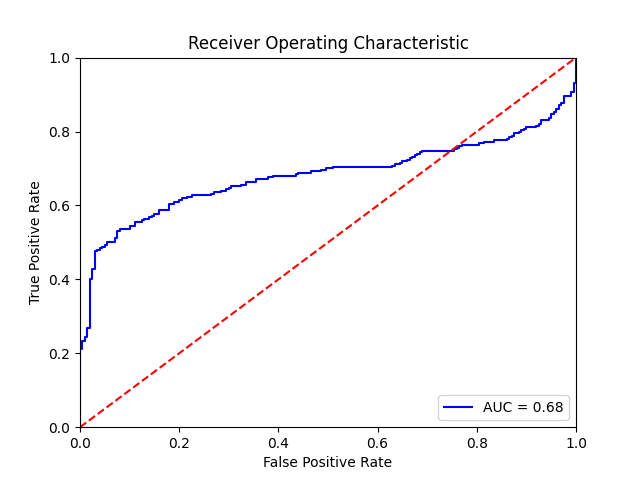 Receiver Operating Characteristic
True Positive Rate
1.0
0.8
0.6
0.4
0.2
0.0
AUC = 0.68
0.0 0.2 0.4 0.6 0.8 1.0
False Positive Rate